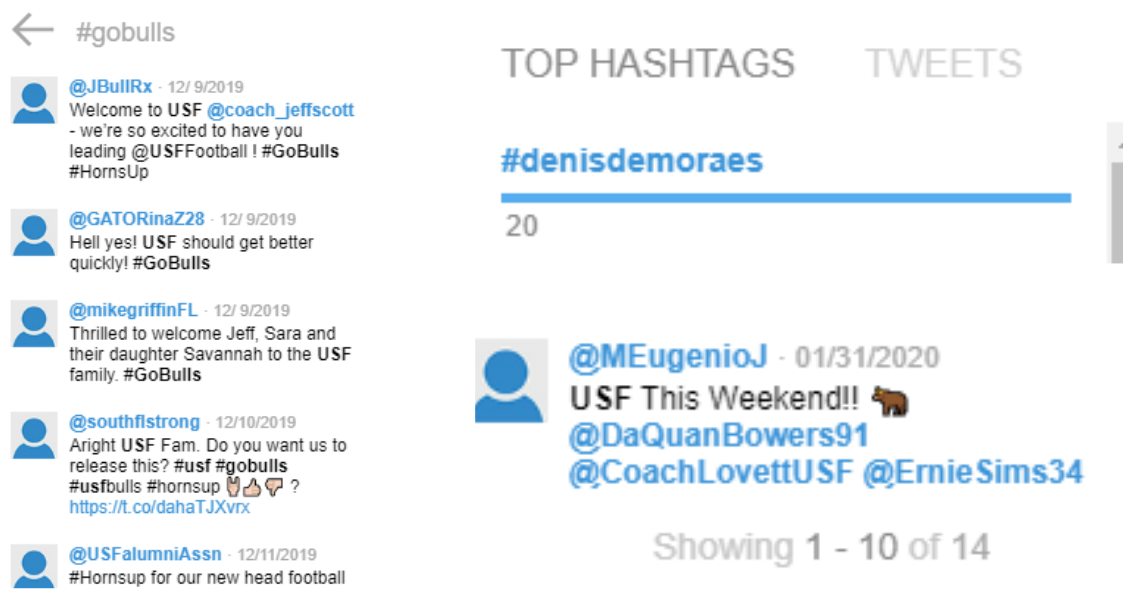 #gobulls
@JBullRx · 12/ 9/2019
Welcome to USF @coach_jeffscott
- we're so excited to have you
leading @USFFootball ! #GoBulls
#HornsUp
@GATORinaZ28 · 12/ 9/2019
Hell yes! USF should get better
quickly! #GoBulls
@mikegriffinFL · 12/ 9/2019
Thrilled to welcome Jeff, Sara and
their daughter Savannah to the USF
family. #GoBulls
@southflstrong · 12/10/2019
Aright USF Fam. Do you want us to
release this? #usf #gobulls
#usfbulls #hornsup 🤘👍👎 ?
https://t.co/dahaTJXvrx
@USFalumniAssn · 12/11/2019
#Hornsup for our new head football
TOP HASHTAGS TWEETS
#denisdemoraes
20
@MEugenioJ · 01/31/2020
USF This Weekend!! 🐂
@DaQuanBowers91
@CoachLovettUSF @ErnieSims34
Showing 1 - 10 of 14